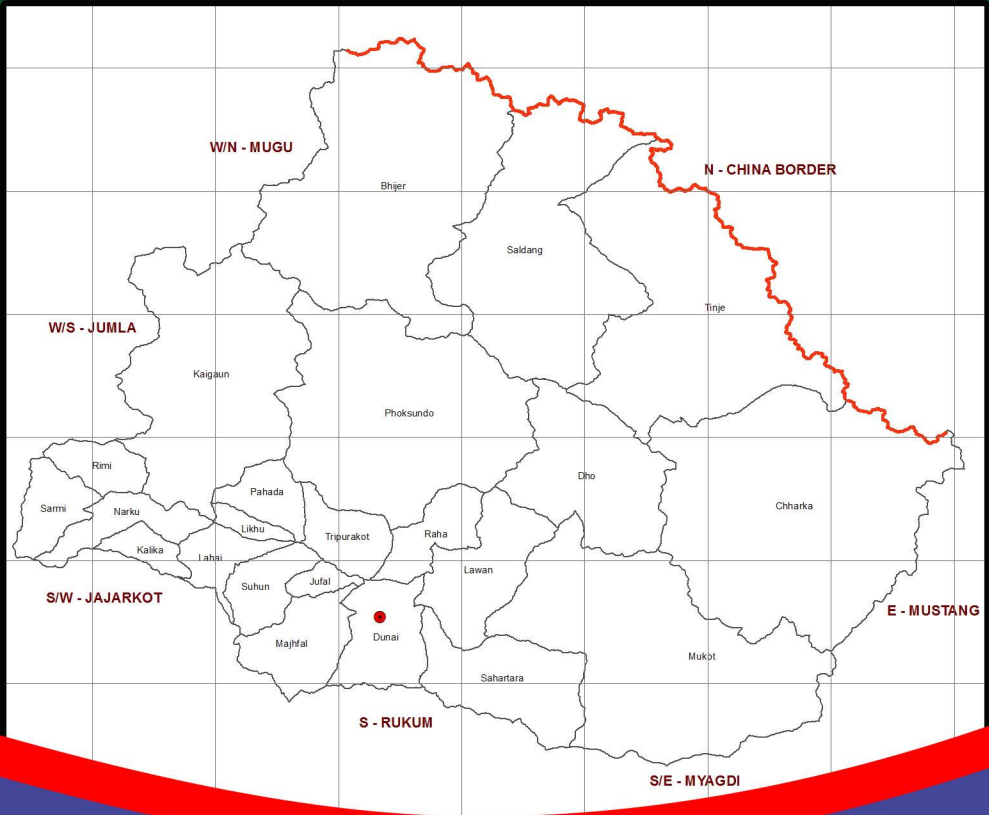 W/N - MUGU
N - CHINA BORDER
Bhijer
Saldang
Tinje
W/S - JUMLA
Kaigaun
Phoksundo
Rimi
Dho
Pahada
Chharka
Sarmi
Narku
Likhu
Tripurakot
Raha
Kalika
Lahai
Lawan
Jufal
Suhun
S/W - JAJARKOT
E - MUSTANG
Dunai
Majhfal
Mukot
Sahartara
S - RUKUM
S/E - MYAGDI